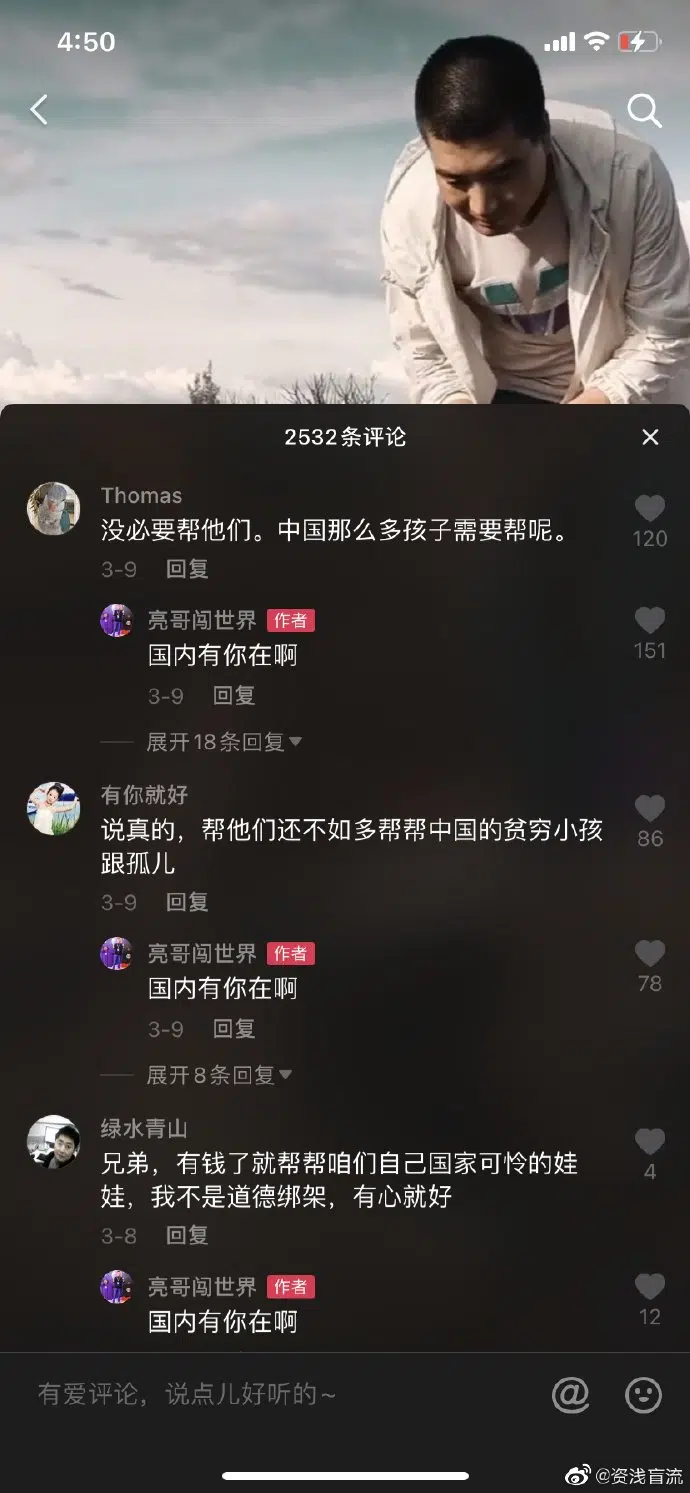 4:50
2532条评论
Thomas
没必要帮他们。中国那么多孩子需要帮呢。
120
3-9 回复
亮哥闯世界 作者
国内有你在啊
151
3-9 回复
展开18条回复
有你就好
说真的，帮他们还不如多帮帮中国的贫穷小孩
跟孤儿
86
3-9 回复
亮哥闯世界 作者
国内有你在啊
78
3-9 回复
展开8条回复
绿水青山
兄弟，有钱了就帮帮咱们自己国家可怜的娃
娃，我不是道德绑架，有心就好
4
3-8 回复
亮哥闯世界 作者
国内有你在啊
12
有爱评论，说点儿好听的~
@资浅盲流